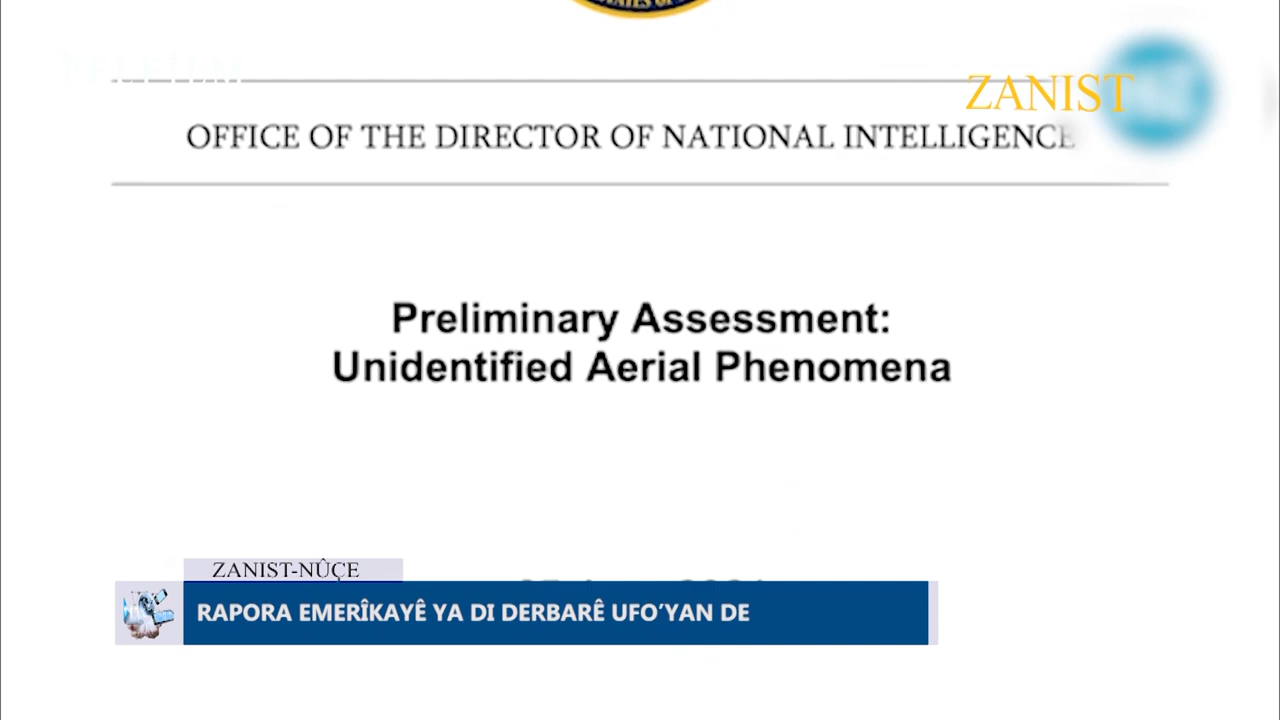 ZANIST
OFFICE OF THE DIRECTOR OF NATIONAL INTELLIGENCE
Preliminary Assessment:
Unidentified Aerial Phenomena
ZANIST-NÛÇE
RAPORA EMERÎKAYÊ YA DI DERBARÊ UFO'YAN DE